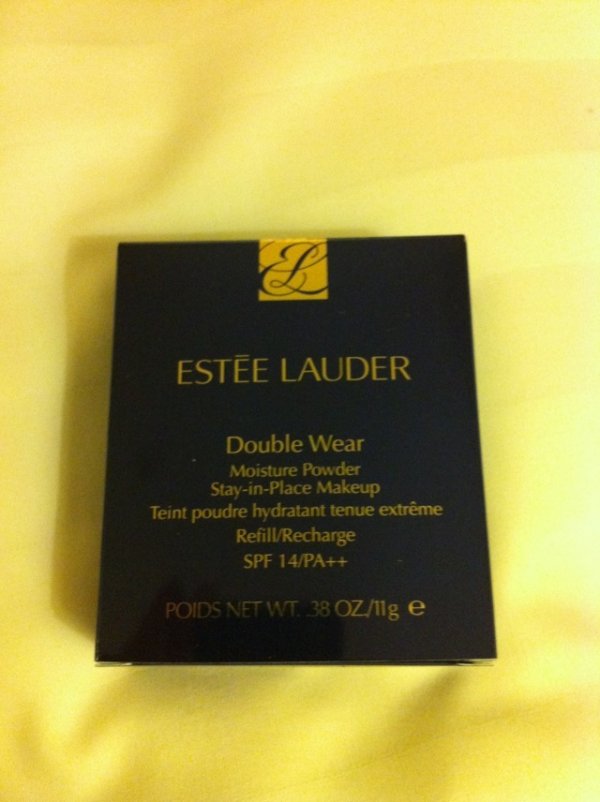 EL
ESTĒE LAUDER
Double Wear
Moisture Powder
Stay-in-Place Makeup
Teint poudre hydratant tenue extrême
Refill/Recharge
SPF 14/PA++
POIDS NET WT. .38 OZ./11g e